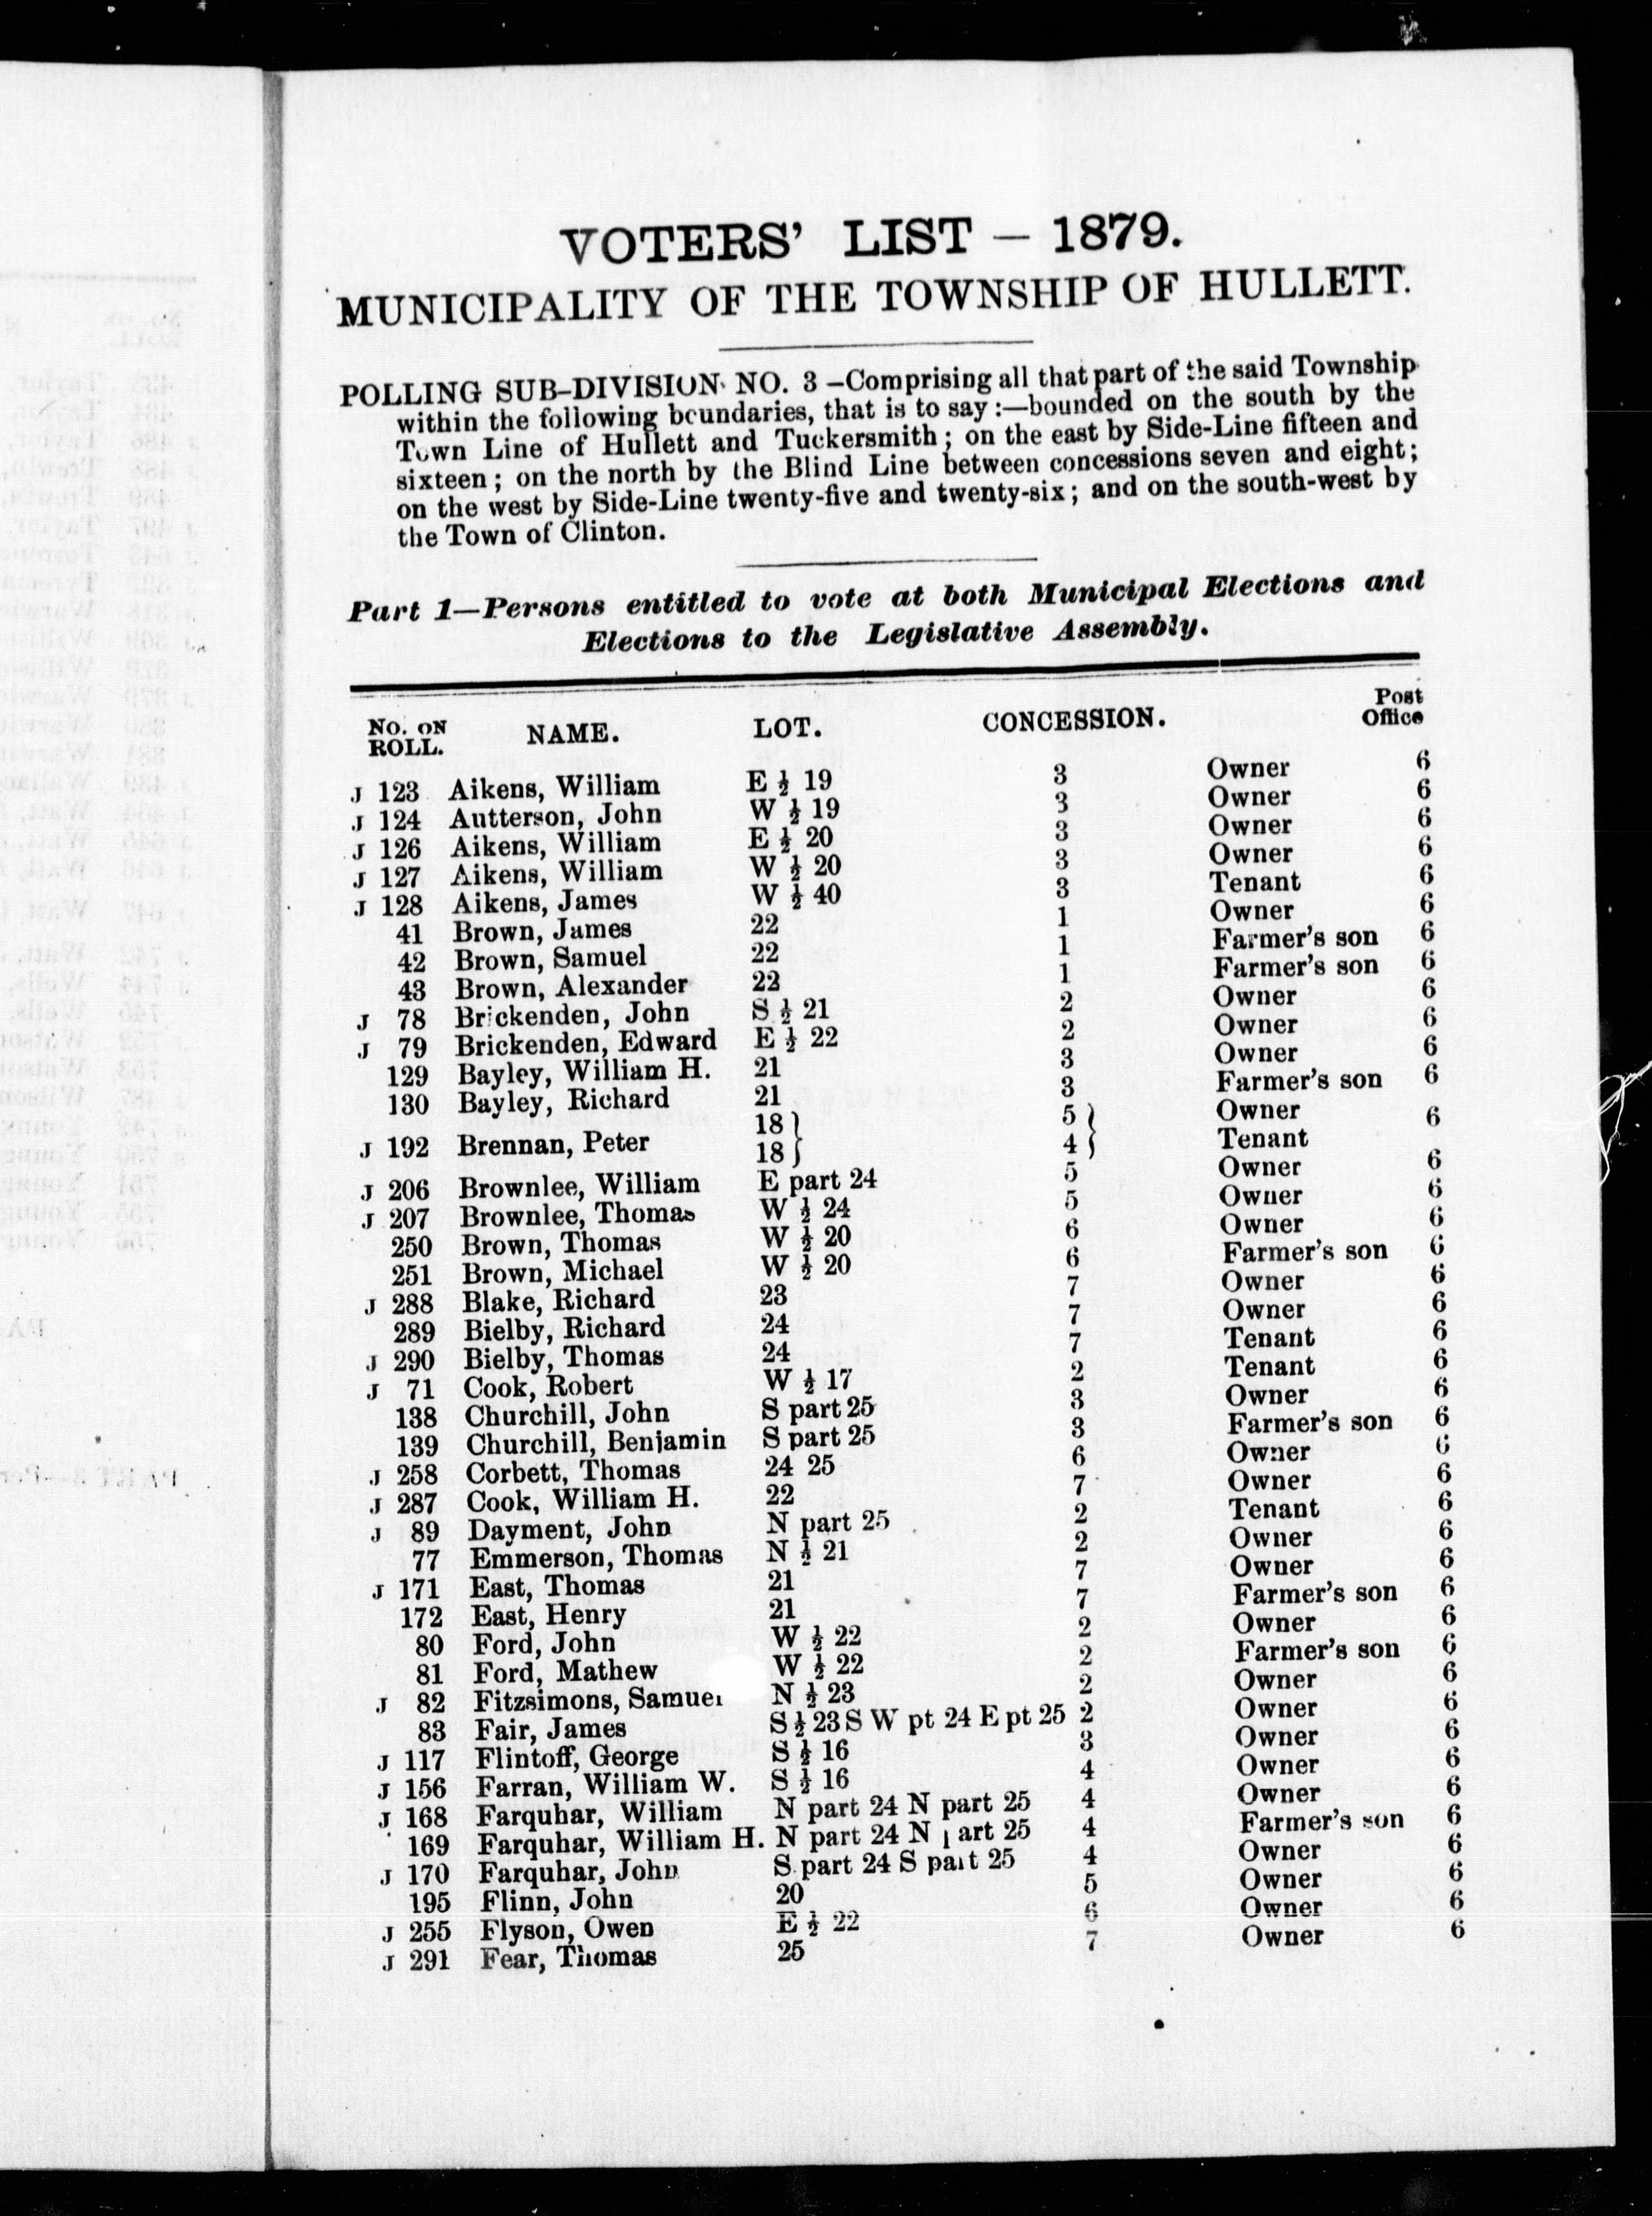 VOTERS' LIST – 1879.
MUNICIPALITY OF THE TOWNSHIP OF HULLETT.
POLLING SUB-DIVISION NO. 3 –Comprising all that part of the said Township
within the following boundaries, that is to say :—bounded on the south by the
Town Line of Hullett and Tuckersmith ; on the east by Side-Line fifteen and
sixteen ; on the north by the Blind Line between concessions seven and eight ;
on the west by Side-Line twenty-five and twenty-six ; and on the south-west by
the Town of Clinton.
Part 1—Persons entitled to vote at both Municipal Elections and
Elections to the Legislative Assembly.
No. on ROLL. NAME. LOT. CONCESSION. Post Office
J 123 Aikens, William E ½ 19 3 Owner 6
J 124 Autterson, John W ½ 19 3 Owner 6
J 126 Aikens, William E ½ 20 3 Owner 6
J 127 Aikens, William W ½ 20 3 Owner 6
J 128 Aikens, James W ½ 40 3 Tenant 6
41 Brown, James 22 1 Owner 6
42 Brown, Samuel 22 1 Farmer's son 6
43 Brown, Alexander 22 1 Farmer's son 6
J 78 Brickenden, John S ½ 21 2 Owner 6
J 79 Brickenden, Edward E ½ 22 2 Owner 6
129 Bayley, William H. 21 3 Owner 6
130 Bayley, Richard 21 3 Farmer's son 6
18 } 5 } Owner 6
J 192 Brennan, Peter 18 } 4 } Tenant
J 206 Brownlee, William E part 24 5 Owner 6
J 207 Brownlee, Thomas W ½ 24 5 Owner 6
250 Brown, Thomas W ½ 20 6 Owner 6
251 Brown, Michael W ½ 20 6 Farmer's son 6
J 288 Blake, Richard 23 7 Owner 6
289 Bielby, Richard 24 7 Owner 6
J 290 Bielby, Thomas 24 7 Tenant 6
J 71 Cook, Robert W ½ 17 2 Tenant 6
138 Churchill, John S part 25 3 Owner 6
139 Churchill, Benjamin S part 25 3 Farmer's son 6
J 258 Corbett, Thomas 24 25 6 Owner 6
J 287 Cook, William H. 22 7 Owner 6
J 89 Dayment, John N part 25 2 Tenant 6
77 Emmerson, Thomas N ½ 21 2 Owner 6
J 171 East, Thomas 21 7 Owner 6
172 East, Henry 21 7 Farmer's son 6
80 Ford, John W ½ 22 2 Owner 6
81 Ford, Mathew W ½ 22 2 Farmer's son 6
J 82 Fitzsimons, Samuel N ½ 23 2 Owner 6
83 Fair, James S ½ 23 S W pt 24 E pt 25 2 Owner 6
J 117 Flintoff, George S ½ 16 3 Owner 6
J 156 Farran, William W. S ½ 16 4 Owner 6
J 168 Farquhar, William N part 24 N part 25 4 Owner 6
169 Farquhar, William H. N part 24 N part 25 4 Farmer's son 6
J 170 Farquhar, John S part 24 S part 25 4 Owner 6
195 Flinn, John 20 5 Owner 6
J 255 Flyson, Owen E ½ 22 6 Owner 6
J 291 Fear, Thomas 25 7 Owner 6